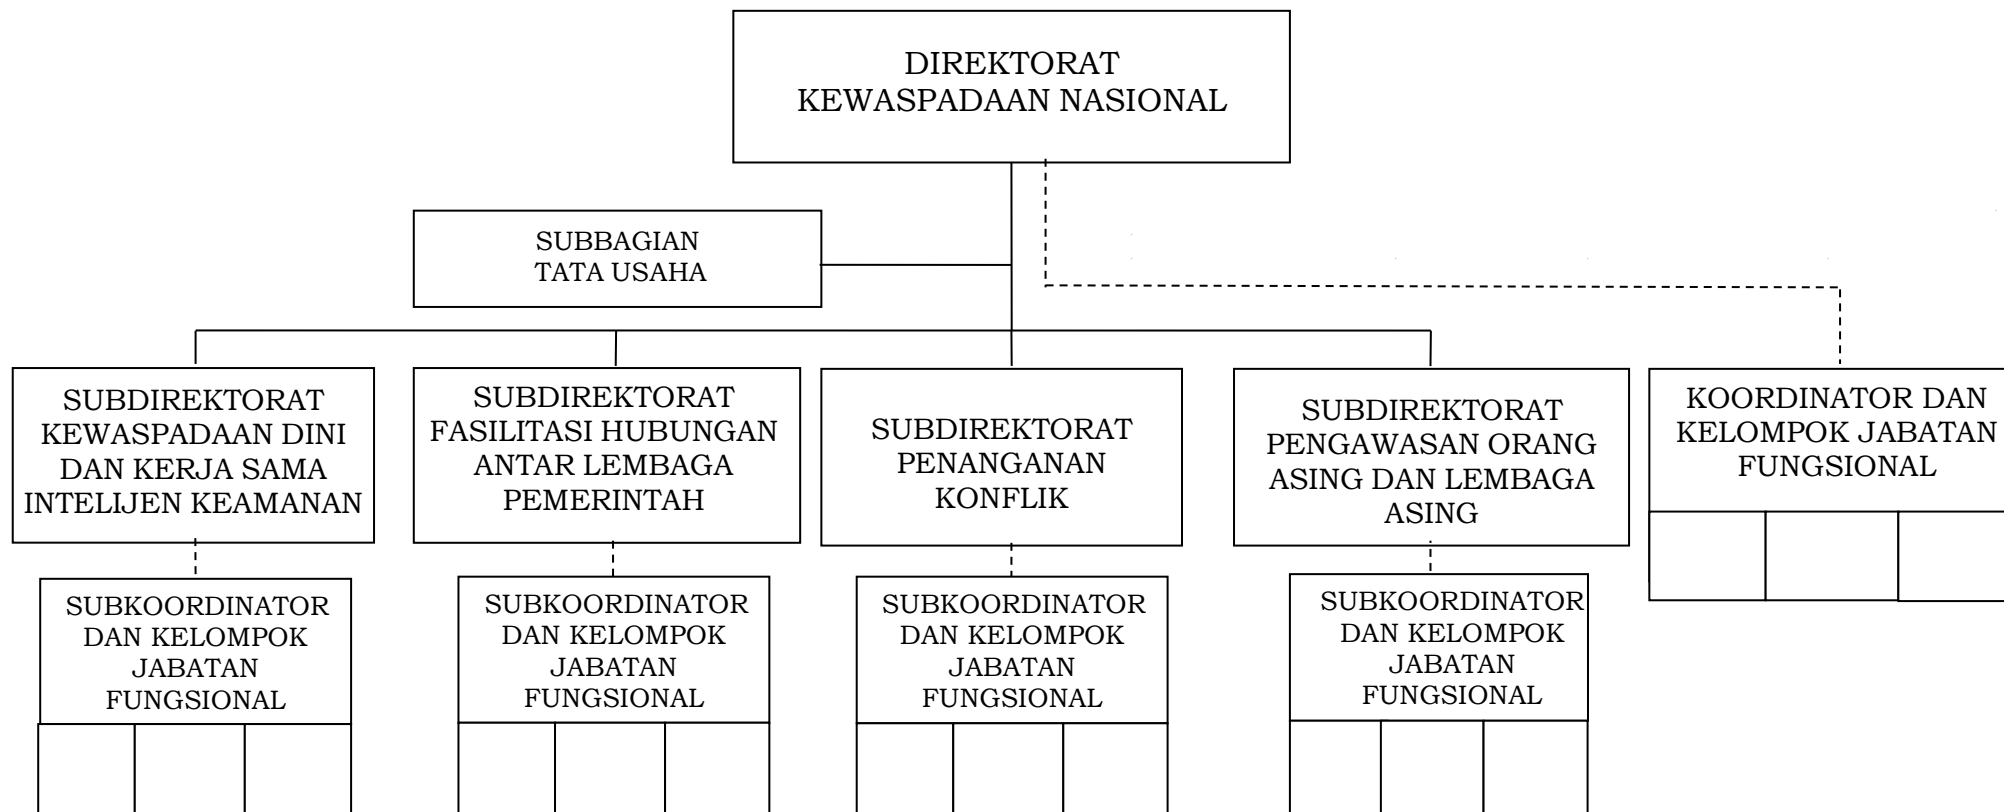 DIREKTORAT
KEWASPADAAN NASIONAL
SUBBAGIAN
TATA USAHA
SUBDIREKTORAT
KEWASPADAAN DINI
DAN KERJA SAMA
INTELIJEN KEAMANAN
SUBDIREKTORAT
FASILITASI HUBUNGAN
ANTAR LEMBAGA
PEMERINTAH
SUBDIREKTORAT
PENANGANAN
KONFLIK
SUBDIREKTORAT
PENGAWASAN ORANG
ASING DAN LEMBAGA
ASING
KOORDINATOR DAN
KELOMPOK JABATAN
FUNGSIONAL
SUBKOORDINATOR
DAN KELOMPOK
JABATAN
FUNGSIONAL
SUBKOORDINATOR
DAN KELOMPOK
JABATAN
FUNGSIONAL
SUBKOORDINATOR
DAN KELOMPOK
JABATAN
FUNGSIONAL
SUBKOORDINATOR
DAN KELOMPOK
JABATAN
FUNGSIONAL